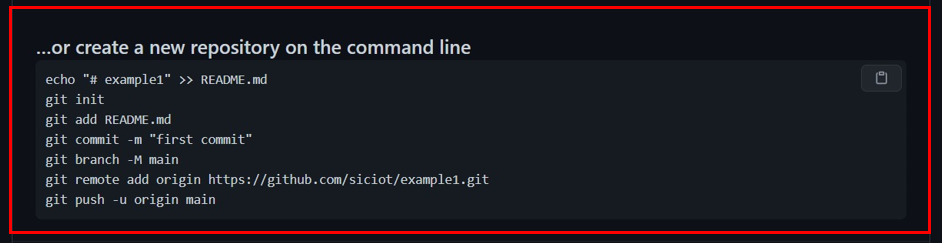 ...or create a new repository on the command line
echo "# example1" >> README.md
git init
git add README.md
git commit -m "first commit"
git branch -M main
git remote add origin https://github.com/siciot/example1.git
git push -u origin main